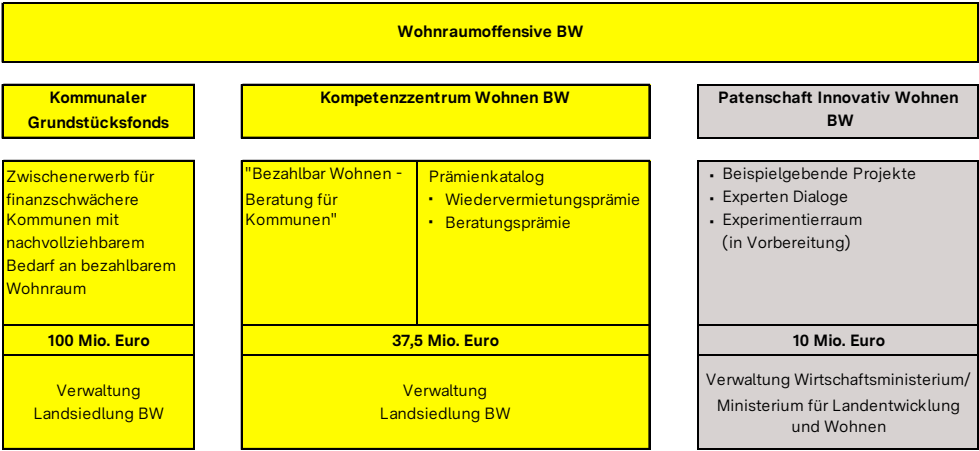 Wohnraumoffensive BW
Kommunaler
Grundstücksfonds
Kompetenzzentrum Wohnen BW
Patenschaft Innovativ Wohnen
BW
Zwischenerwerb für
finanzschwächere
Kommunen mit
nachvollziehbarem
Bedarf an bezahlbarem
Wohnraum
"Bezahlbar Wohnen -
Beratung für
Kommunen"
Prämienkatalog
▪ Wiedervermietungsprämie
▪ Beratungsprämie
▪ Beispielgebende Projekte
▪ Experten Dialoge
▪ Experimentierraum
(in Vorbereitung)
100 Mio. Euro
37,5 Mio. Euro
10 Mio. Euro
Verwaltung
Landsiedlung BW
Verwaltung
Landsiedlung BW
Verwaltung Wirtschaftsministerium/
Ministerium für Landentwicklung
und Wohnen